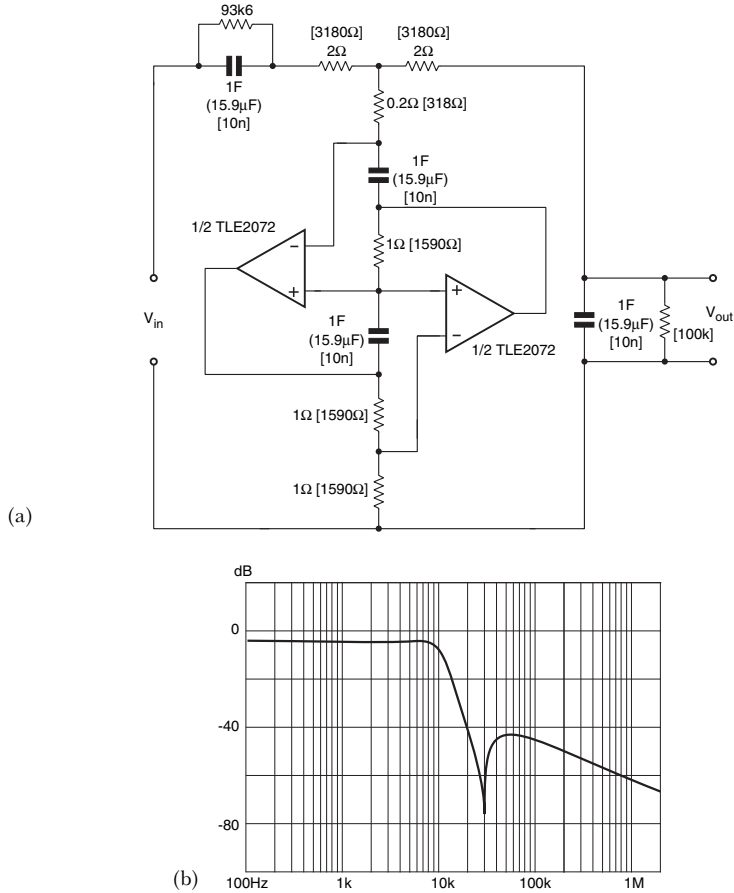 93k6
[3180Ω]
2Ω
[3180Ω]
2Ω
1F
(15.9µF)
[10n]
0.2Ω [318Ω]
1F
(15.9µF)
[10n]
1/2 TLE2072
–
+
1Ω [1590Ω]
+
–
1/2 TLE2072
1F
(15.9µF)
[10n]
Vin
1F
(15.9µF)
[10n]
[100k]
Vout
1Ω [1590Ω]
1Ω [1590Ω]
(a)
dB
0
-40
-80
(b)
100Hz 1k 10k 100k 1M